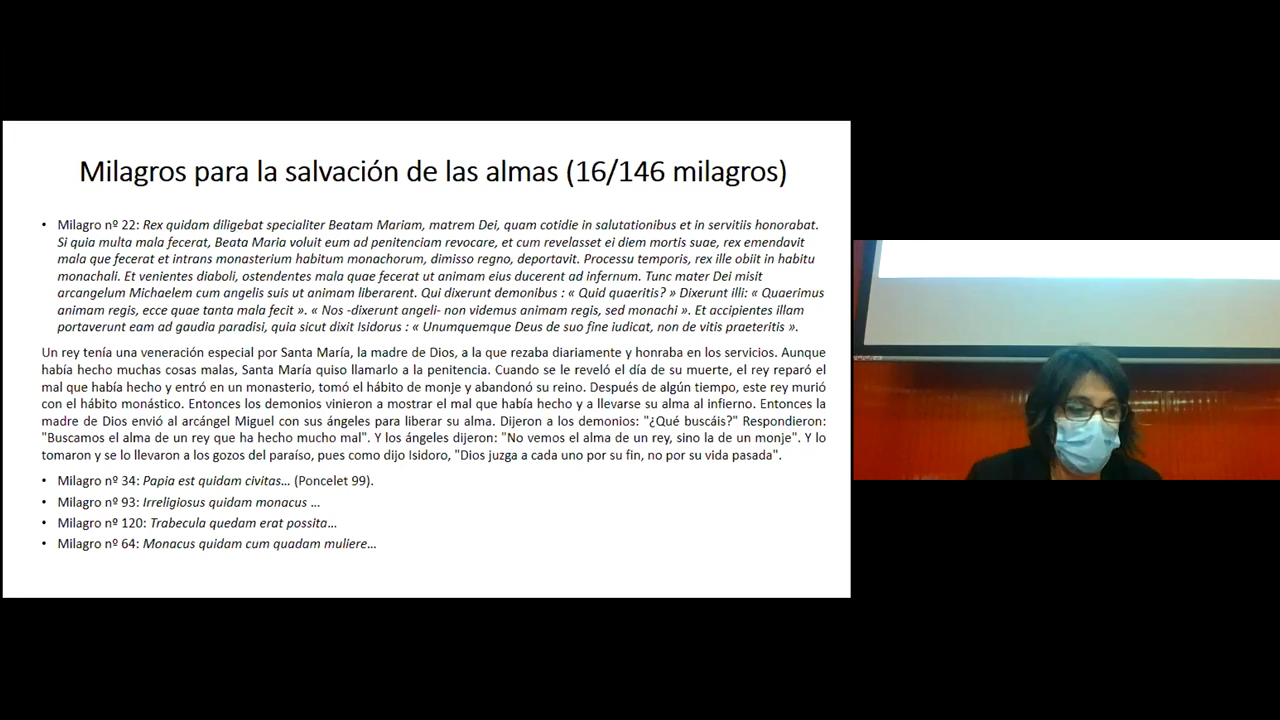 Milagros para la salvación de las almas (16/146 milagros)
• Milagro nº 22: Rex quidam diligebat specialiter Beatam Mariam, matrem Dei, quam cotidie in salutationibus et in servitiis honorabat.
Si quia multa mala fecerat, Beata Maria voluit eum ad penitenciam revocare, et cum revelasset ei diem mortis suae, rex emendavit
mala que fecerat et intrans monasterium habitum monachorum, dimisso regno, deportavit. Processu temporis, rex ille obiit in habitu
monachali. Et venientes diaboli, ostendentes mala quae fecerat ut animam eius ducerent ad infernum. Tunc mater Dei misit
arcangelum Michaelem cum angelis suis ut animam liberarent. Qui dixerunt demonibus : « Quid quaeritis? » Dixerunt illi: « Quaerimus
animam regis, ecce quae tanta mala fecit ». « Nos -dixerunt angeli- non videmus animam regis, sed monachi ». Et accipientes illam
portaverunt eam ad gaudia paradisi, quia sicut dixit Isidorus : « Unumquemque Deus de suo fine iudicat, non de vitis praeteritis ».
Un rey tenía una veneración especial por Santa María, la madre de Dios, a la que rezaba diariamente y honraba en los servicios. Aunque
había hecho muchas cosas malas, Santa María quiso llamarlo a la penitencia. Cuando se le reveló el día de su muerte, el rey reparó el
mal que había hecho y entró en un monasterio, tomó el hábito de monje y abandonó su reino. Después de algún tiempo, este rey murió
con el hábito monástico. Entonces los demonios vinieron a mostrar el mal que había hecho y a llevarse su alma al infierno. Entonces la
madre de Dios envió al arcángel Miguel con sus ángeles para liberar su alma. Dijeron a los demonios: "¿Qué buscáis?" Respondieron:
"Buscamos el alma de un rey que ha hecho mucho mal". Y los ángeles dijeron: "No vemos el alma de un rey, sino la de un monje". Y lo
tomaron y se lo llevaron a los gozos del paraíso, pues como dijo Isidoro, "Dios juzga a cada uno por su fin, no por su vida pasada".
• Milagro nº 34: Papia est quidam civitas… (Poncelet 99).
• Milagro nº 93: Irreligiosus quidam monacus …
• Milagro nº 120: Trabecula quedam erat possita…
• Milagro nº 64: Monacus quidam cum quadam muliere…